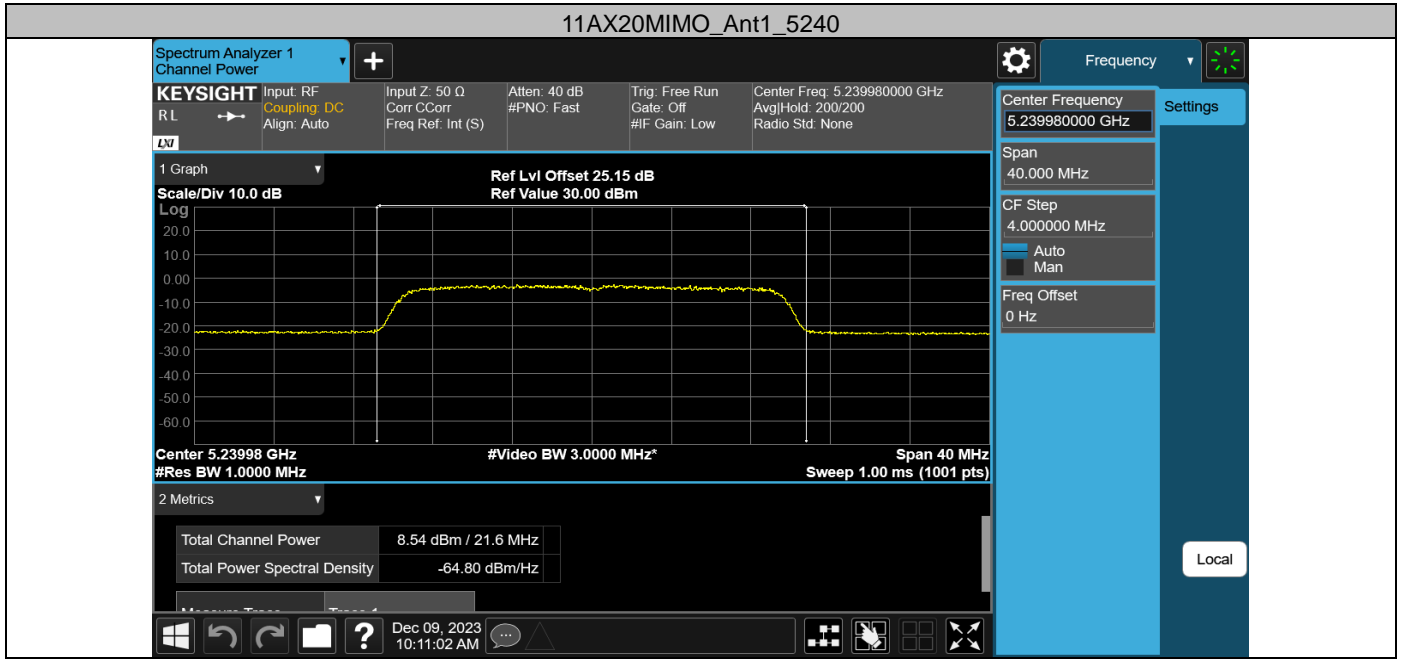 11AX20MIMO_Ant1_5240
Spectrum Analyzer 1
Channel Power
Frequency
KEYSIGHT
RL
LXI
Input: RF
Coupling: DC
Align: Auto
Input Z: 50 Ω
Corr CCorr
Freq Ref: Int (S)
Atten: 40 dB
#PNO: Fast
Trig: Free Run
Gate: Off
#IF Gain: Low
Center Freq: 5.239980000 GHz
Avg|Hold: 200/200
Radio Std: None
Center Frequency
5.239980000 GHz
Settings
Span
40.000 MHz
CF Step
4.000000 MHz
Auto
Man
Freq Offset
0 Hz
1 Graph
Scale/Div 10.0 dB
Ref Lvl Offset 25.15 dB
Ref Value 30.00 dBm
Log
20.0
10.0
0.00
-10.0
-20.0
-30.0
-40.0
-50.0
-60.0
Center 5.23998 GHz
#Video BW 3.0000 MHz*
Span 40 MHz
#Res BW 1.0000 MHz
Sweep 1.00 ms (1001 pts)
2 Metrics
Total Channel Power 8.54 dBm / 21.6 MHz
Total Power Spectral Density -64.80 dBm/Hz
Local
?
Dec 09, 2023
10:11:02 AM